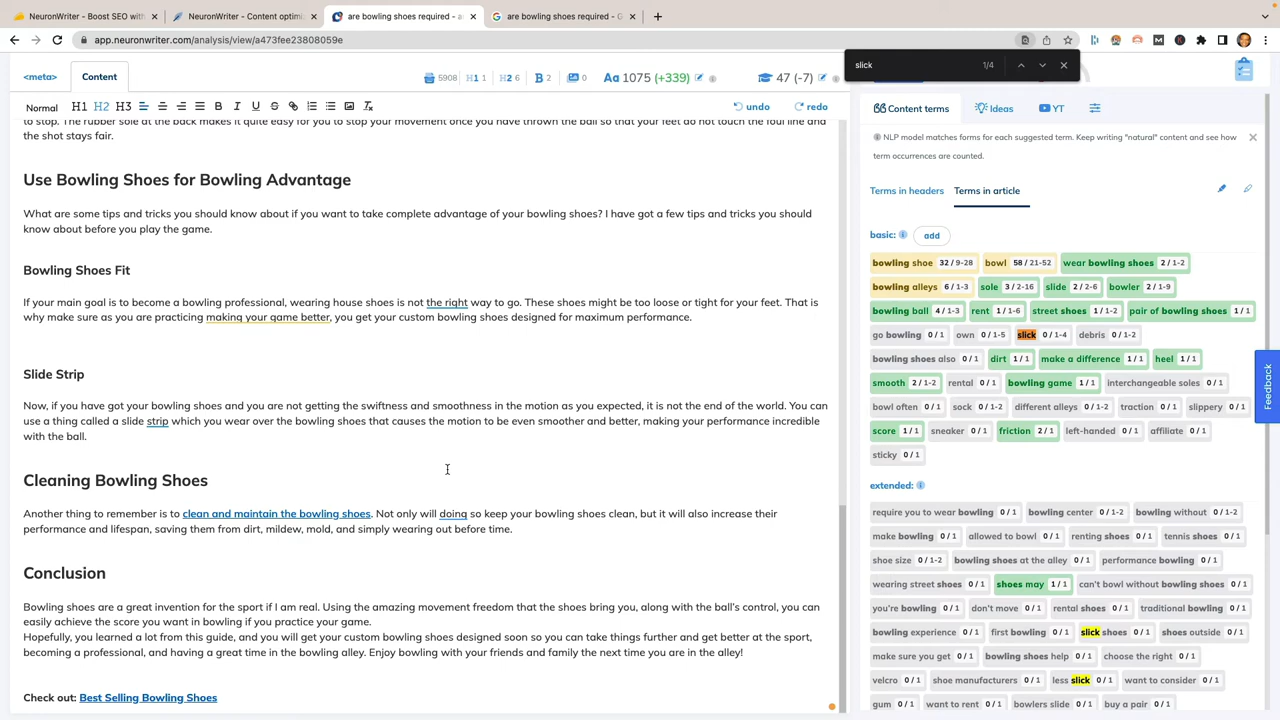 NeuronWriter - Boost SEO with
NeuronWriter - Content optimi
are bowling shoes required - a
are bowling shoes required - G
app.neuronwriter.com/analysis/view/a473fee23808059e
slick 1/4
<meta> Content
5908 H1 1 H2 6 B 2 0 Aa 1075 (+339) 47 (-7)
Normal H1 H2 H3 B I U S undo redo
to stop. The rubber sole at the back makes it quite easy for you to stop your movement once you have thrown the ball so that your feet do not touch the foul line and
the shot stays fair.
Use Bowling Shoes for Bowling Advantage
What are some tips and tricks you should know about if you want to take complete advantage of your bowling shoes? I have got a few tips and tricks you should
know about before you play the game.
Bowling Shoes Fit
If your main goal is to become a bowling professional, wearing house shoes is not the right way to go. These shoes might be too loose or tight for your feet. That is
why make sure as you are practicing making your game better, you get your custom bowling shoes designed for maximum performance.
Slide Strip
Now, if you have got your bowling shoes and you are not getting the swiftness and smoothness in the motion as you expected, it is not the end of the world. You can
use a thing called a slide strip which you wear over the bowling shoes that causes the motion to be even smoother and better, making your performance incredible
with the ball.
Cleaning Bowling Shoes
Another thing to remember is to clean and maintain the bowling shoes. Not only will doing so keep your bowling shoes clean, but it will also increase their
performance and lifespan, saving them from dirt, mildew, mold, and simply wearing out before time.
Conclusion
Bowling shoes are a great invention for the sport if I am real. Using the amazing movement freedom that the shoes bring you, along with the ball's control, you can
easily achieve the score you want in bowling if you practice your game.
Hopefully, you learned a lot from this guide, and you will get your custom bowling shoes designed soon so you can take things further and get better at the sport,
becoming a professional, and having a great time in the bowling alley. Enjoy bowling with your friends and family the next time you are in the alley!
Check out: Best Selling Bowling Shoes
Content terms Ideas YT
NLP model matches forms for each suggested term. Keep writing "natural" content and see how
term occurrences are counted.
Terms in headers Terms in article
basic: add
bowling shoe 32 / 9-28 bowl 58 / 21-52 wear bowling shoes 2 / 1-2
bowling alleys 6 / 1-3 sole 3 / 2-16 slide 2 / 2-6 bowler 2 / 1-9
bowling ball 4 / 1-3 rent 1 / 1-6 street shoes 1 / 1-2 pair of bowling shoes 1 / 1
go bowling 0 / 1 own 0 / 1-5 slick 0 / 1-4 debris 0 / 1-2
bowling shoes also 0 / 1 dirt 1 / 1 make a difference 1 / 1 heel 1 / 1
smooth 2 / 1-2 rental 0 / 1 bowling game 1 / 1 interchangeable soles 0 / 1
bowl often 0 / 1 sock 0 / 1-2 different alleys 0 / 1-2 traction 0 / 1 slippery 0 / 1
score 1 / 1 sneaker 0 / 1 friction 2 / 1 left-handed 0 / 1 affiliate 0 / 1
sticky 0 / 1
extended:
require you to wear bowling 0 / 1 bowling center 0 / 1-2 bowling without 0 / 1-2
make bowling 0 / 1 allowed to bowl 0 / 1 renting shoes 0 / 1 tennis shoes 0 / 1
shoe size 0 / 1-2 bowling shoes at the alley 0 / 1 performance bowling 0 / 1
wearing street shoes 0 / 1 shoes may 1 / 1 can't bowl without bowling shoes 0 / 1
you're bowling 0 / 1 don't move 0 / 1 rental shoes 0 / 1 traditional bowling 0 / 1
bowling experience 0 / 1 first bowling 0 / 1 slick shoes 0 / 1 shoes outside 0 / 1
make sure you get 0 / 1 bowling shoes help 0 / 1 choose the right 0 / 1
velcro 0 / 1 shoe manufacturers 0 / 1 less slick 0 / 1 want to consider 0 / 1
gum 0 / 1 want to rent 0 / 1 bowlers slide 0 / 1 buy a pair 0 / 1
Feedback